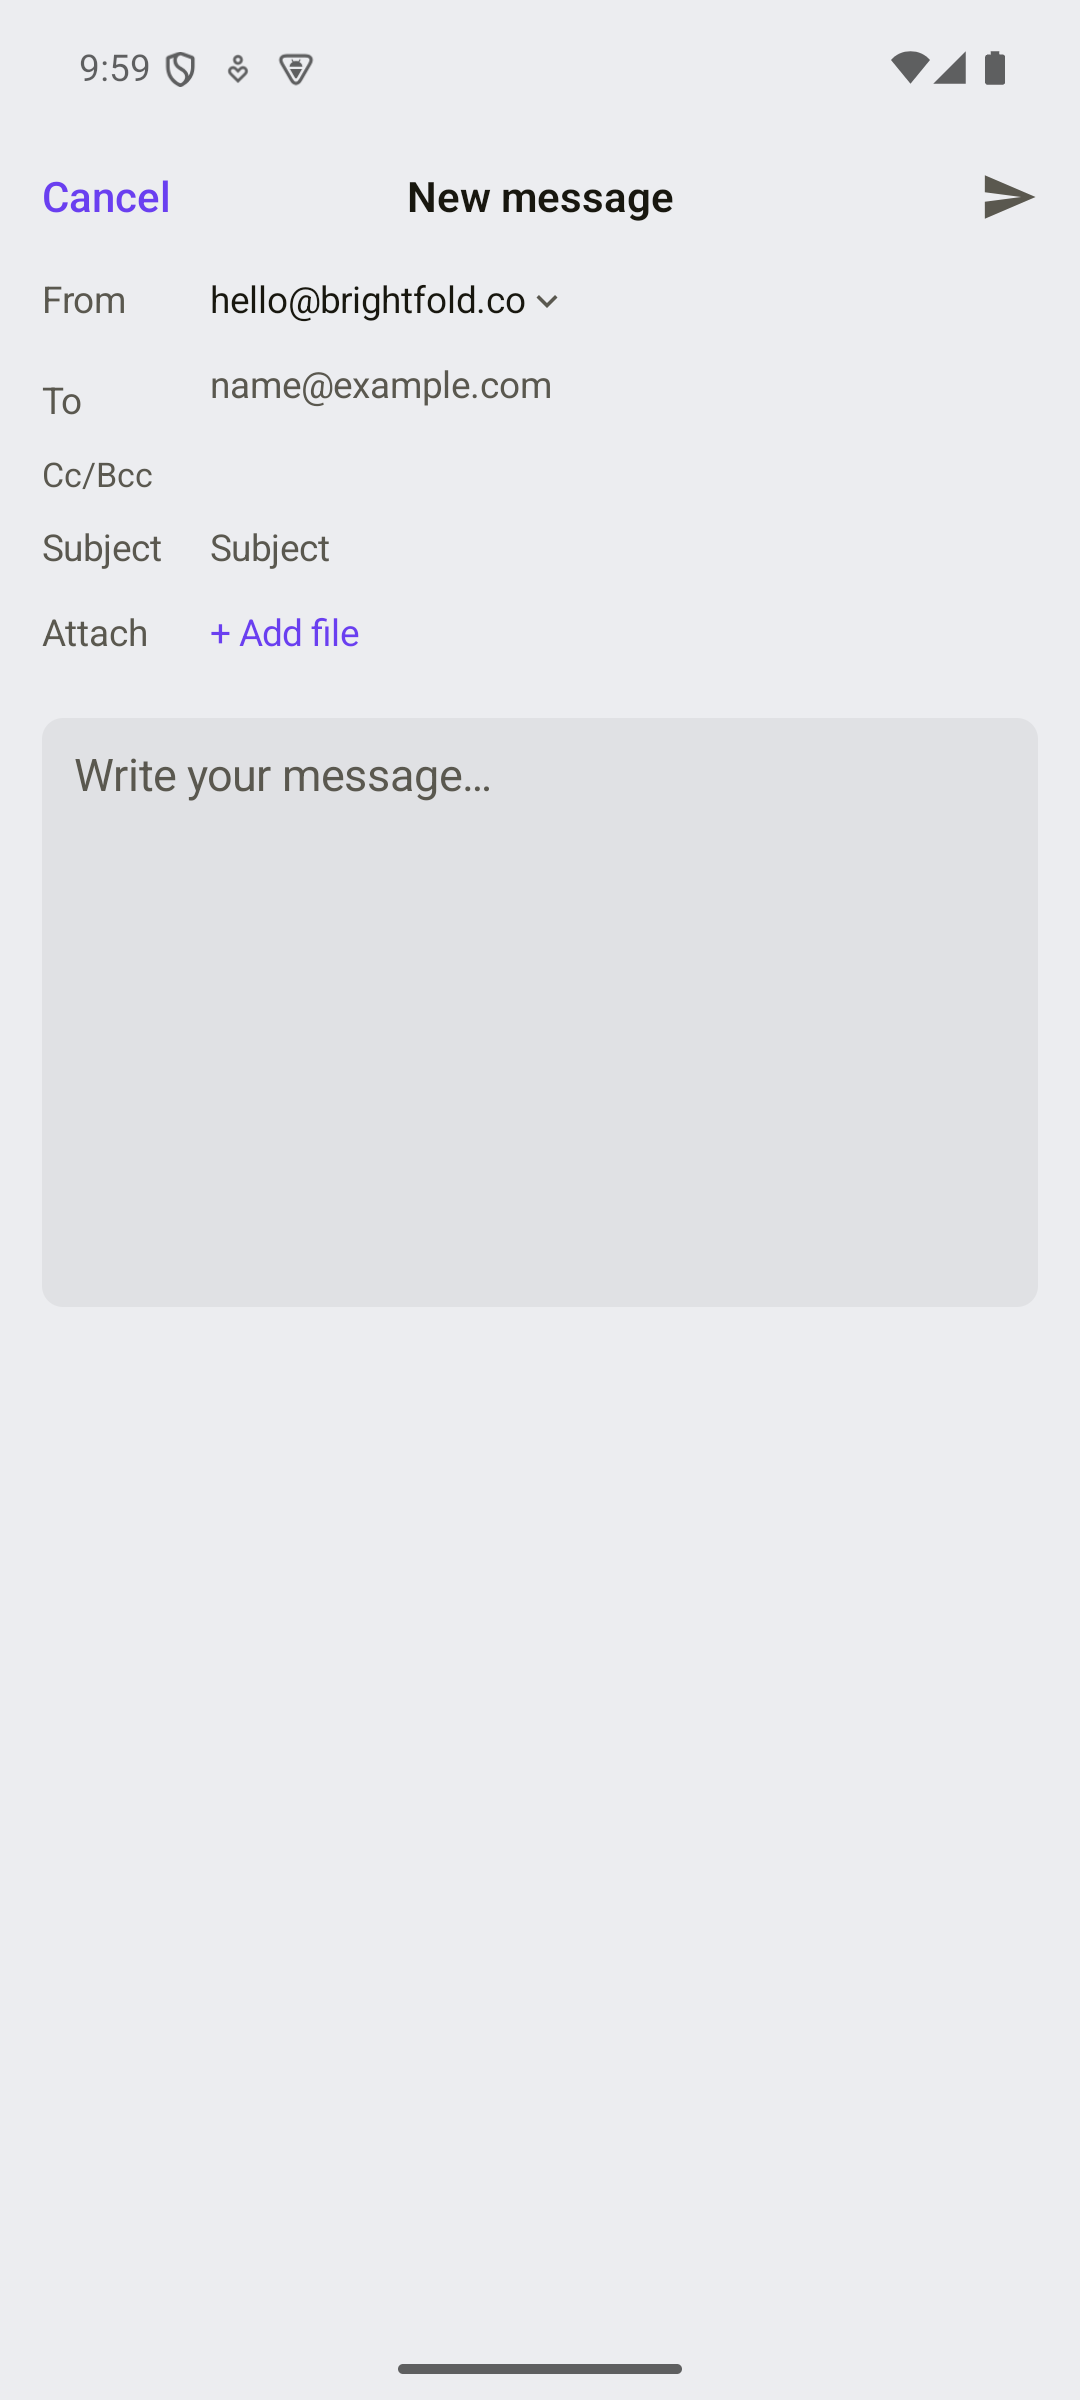 9:59
Cancel New message
From hello@brightfold.co
To name@example.com
Cc/Bcc
Subject Subject
Attach + Add file
Write your message...